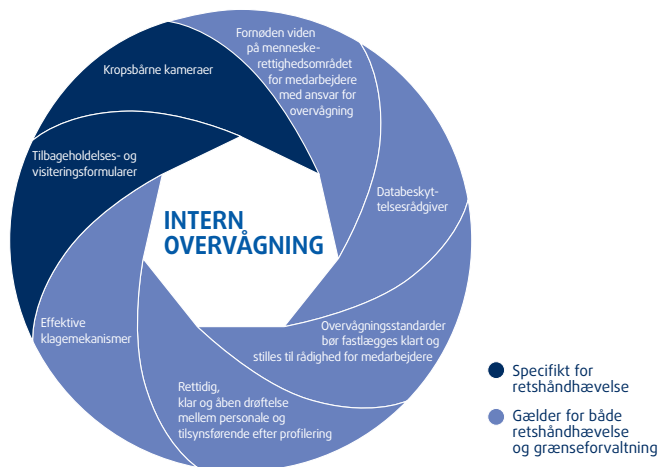 Fornøden viden
på menneske-
rettighedsområdet
for medarbejdere
med ansvar for
overvågning
Kropsbårne kameraer
Tilbageholdelses- og
visiteringsformularer
Databeskyt-
telsesrådgiver
INTERN
OVERVÅGNING
Effektive
klagemekanismer
Overvågningsstandarder
bør fastlægges klart og
stilles til rådighed for medarbejdere
Rettidig,
klar og åben drøftelse
mellem personale og
tilsynsførende efter profilering
Specifikt for
retshåndhævelse
Gælder for både
retshåndhævelse
og grænseforvaltning